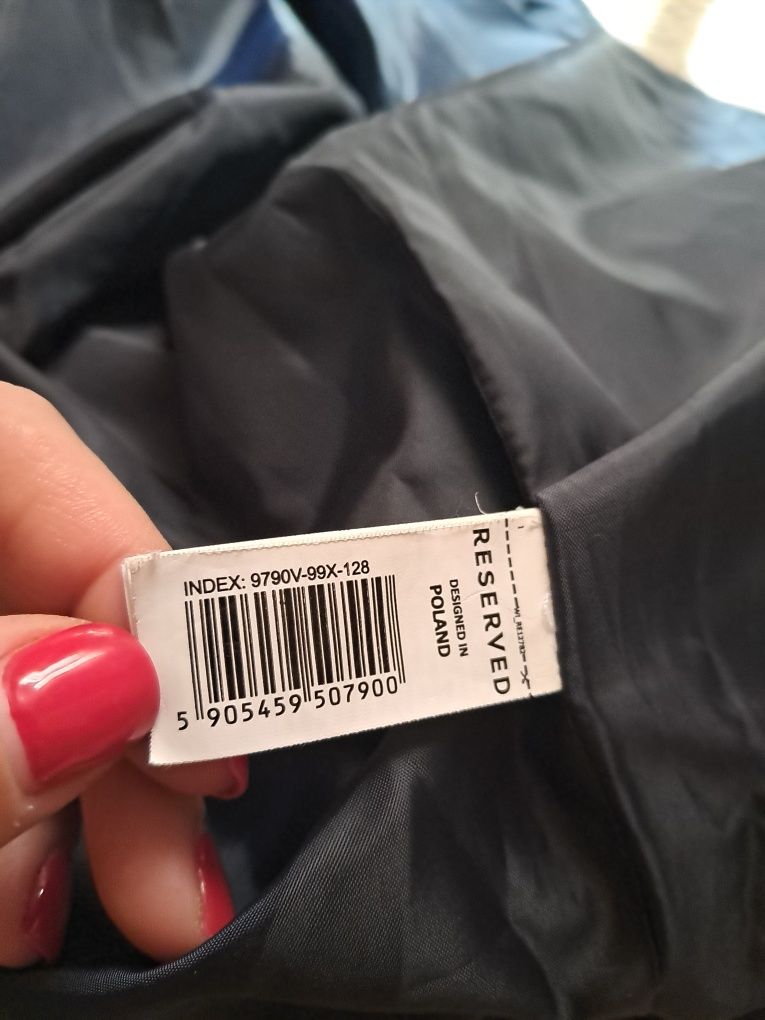 INDEX: 9790V-99X-128
5 905459 507900
DESIGNED IN
POLAND
RESERVED